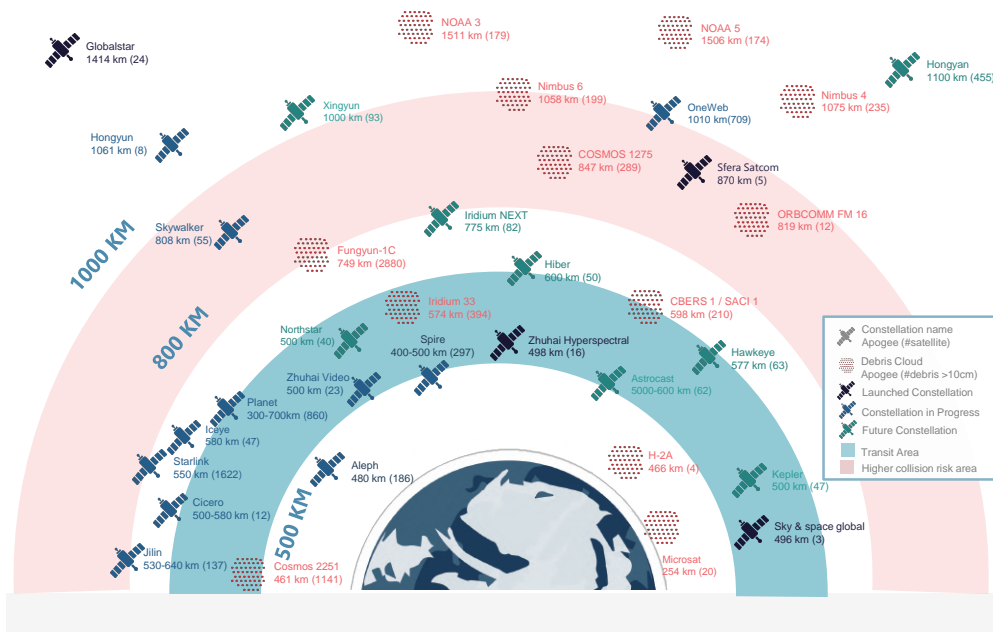 NOAA 3
1511 km (179)
NOAA 5
1506 km (174)
Globalstar
1414 km (24)
Hongyan
1100 km (455)
Nimbus 6
1058 km (199)
Nimbus 4
1075 km (235)
Xingyun
1000 km (93)
OneWeb
1010 km(709)
Hongyun
1061 km (8)
COSMOS 1275
847 km (289)
Sfera Satcom
870 km (5)
Skywalker
808 km (55)
Iridium NEXT
775 km (82)
ORBCOMM FM 16
819 km (12)
1000 KM
Fungyun-1C
749 km (2880)
Hiber
600 km (50)
Iridium 33
574 km (394)
CBERS 1 / SACI 1
598 km (210)
800 KM
Northstar
500 km (40)
Spire
400-500 km (297)
Zhuhai Hyperspectral
498 km (16)
Hawkeye
577 km (63)
Zhuhai Video
500 km (23)
Astrocast
5000-600 km (62)
Planet
300-700km (860)
Iceye
580 km (47)
Starlink
550 km (1622)
Aleph
480 km (186)
H-2A
466 km (4)
Kepler
500 km (47)
Cicero
500-580 km (12)
500 KM
Sky & space global
496 km (3)
Jilin
530-640 km (137)
Cosmos 2251
461 km (1141)
Microsat
254 km (20)
Constellation name
Apogee (#satellite)
Debris Cloud
Apogee (#debris >10cm)
Launched Constellation
Constellation in Progress
Future Constellation
Transit Area
Higher collision risk area